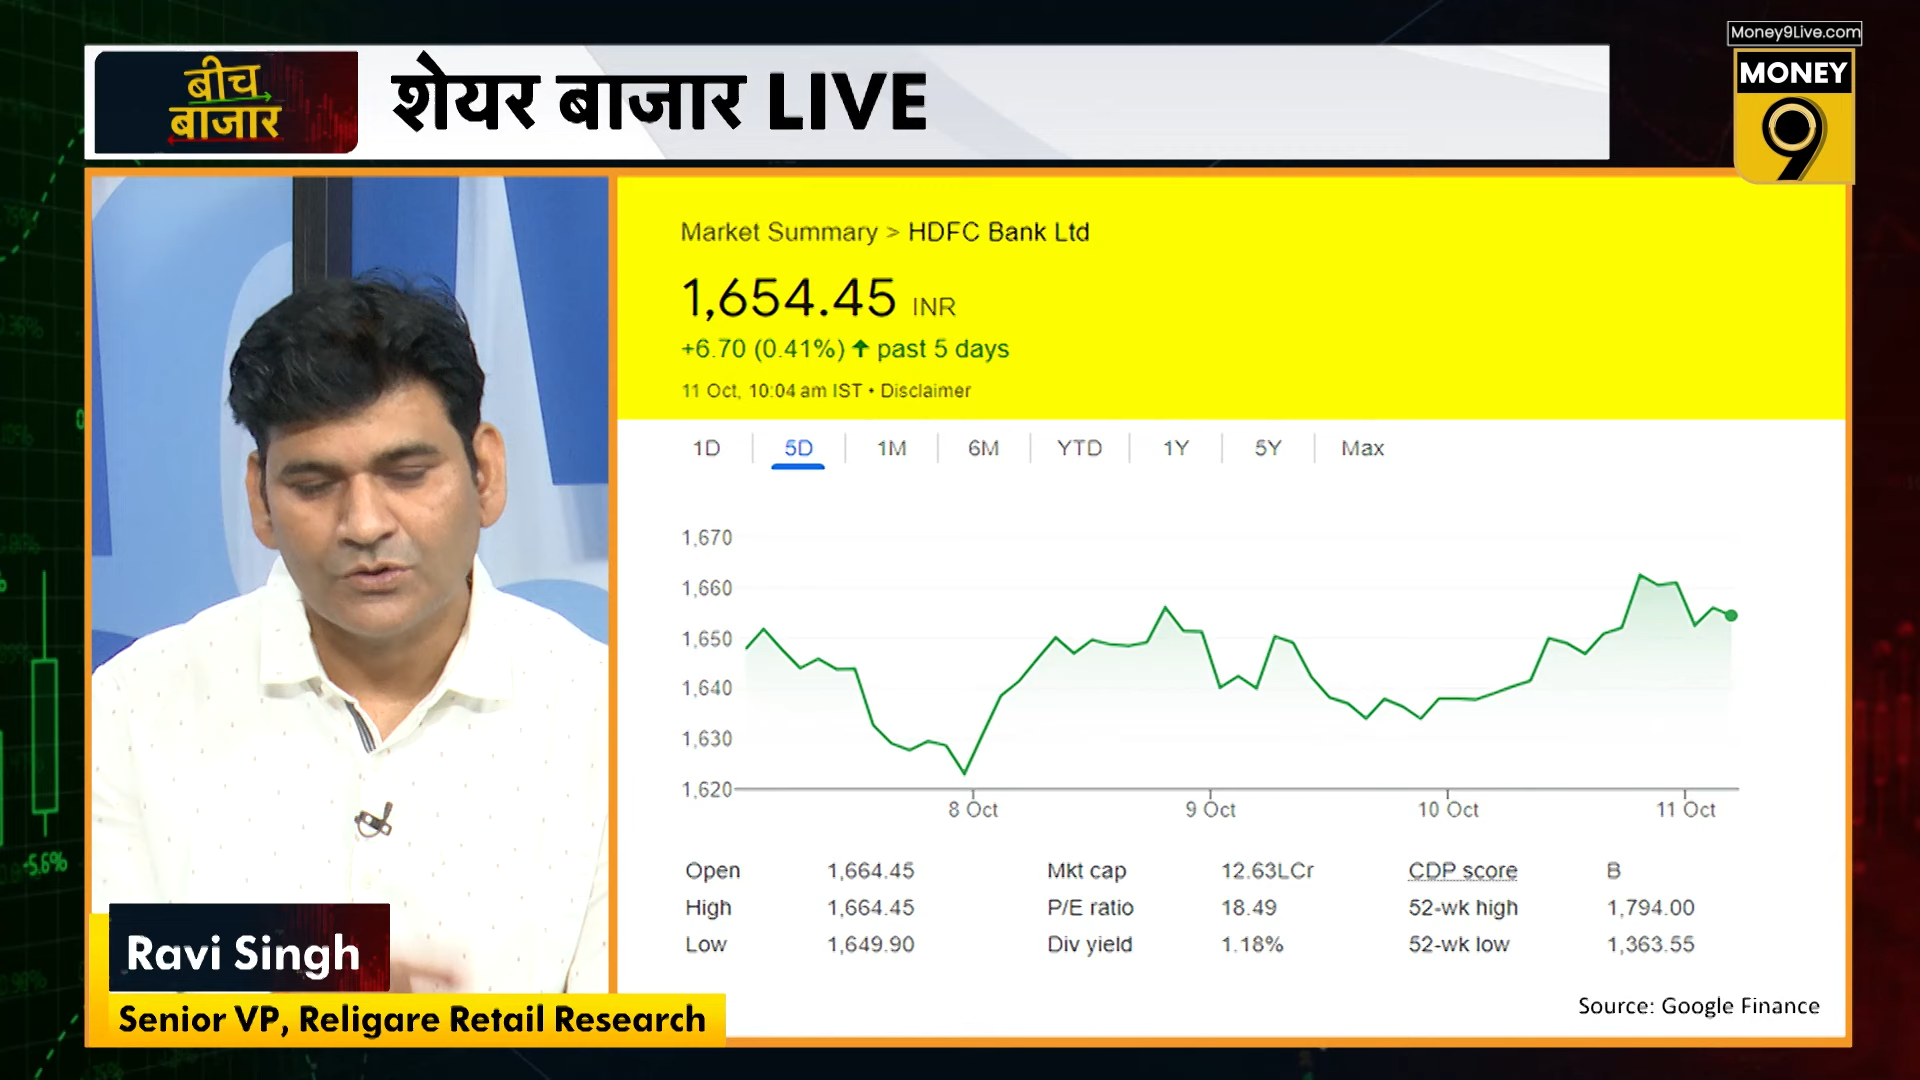 Money9Live.com
MONEY
9
बीच
बाजार
शेयर बाजार LIVE
Market Summary > HDFC Bank Ltd
1,654.45 INR
+6.70 (0.41%) ↑ past 5 days
11 Oct, 10:04 am IST • Disclaimer
1D 5D 1M 6M YTD 1Y 5Y Max
1,670
1,660
1,650
1,640
1,630
1,620
8 Oct 9 Oct 10 Oct 11 Oct
Open 1,664.45 Mkt cap 12.63LCr CDP score B
High 1,664.45 P/E ratio 18.49 52-wk high 1,794.00
Low 1,649.90 Div yield 1.18% 52-wk low 1,363.55
Source: Google Finance
Ravi Singh
Senior VP, Religare Retail Research
-5.6%